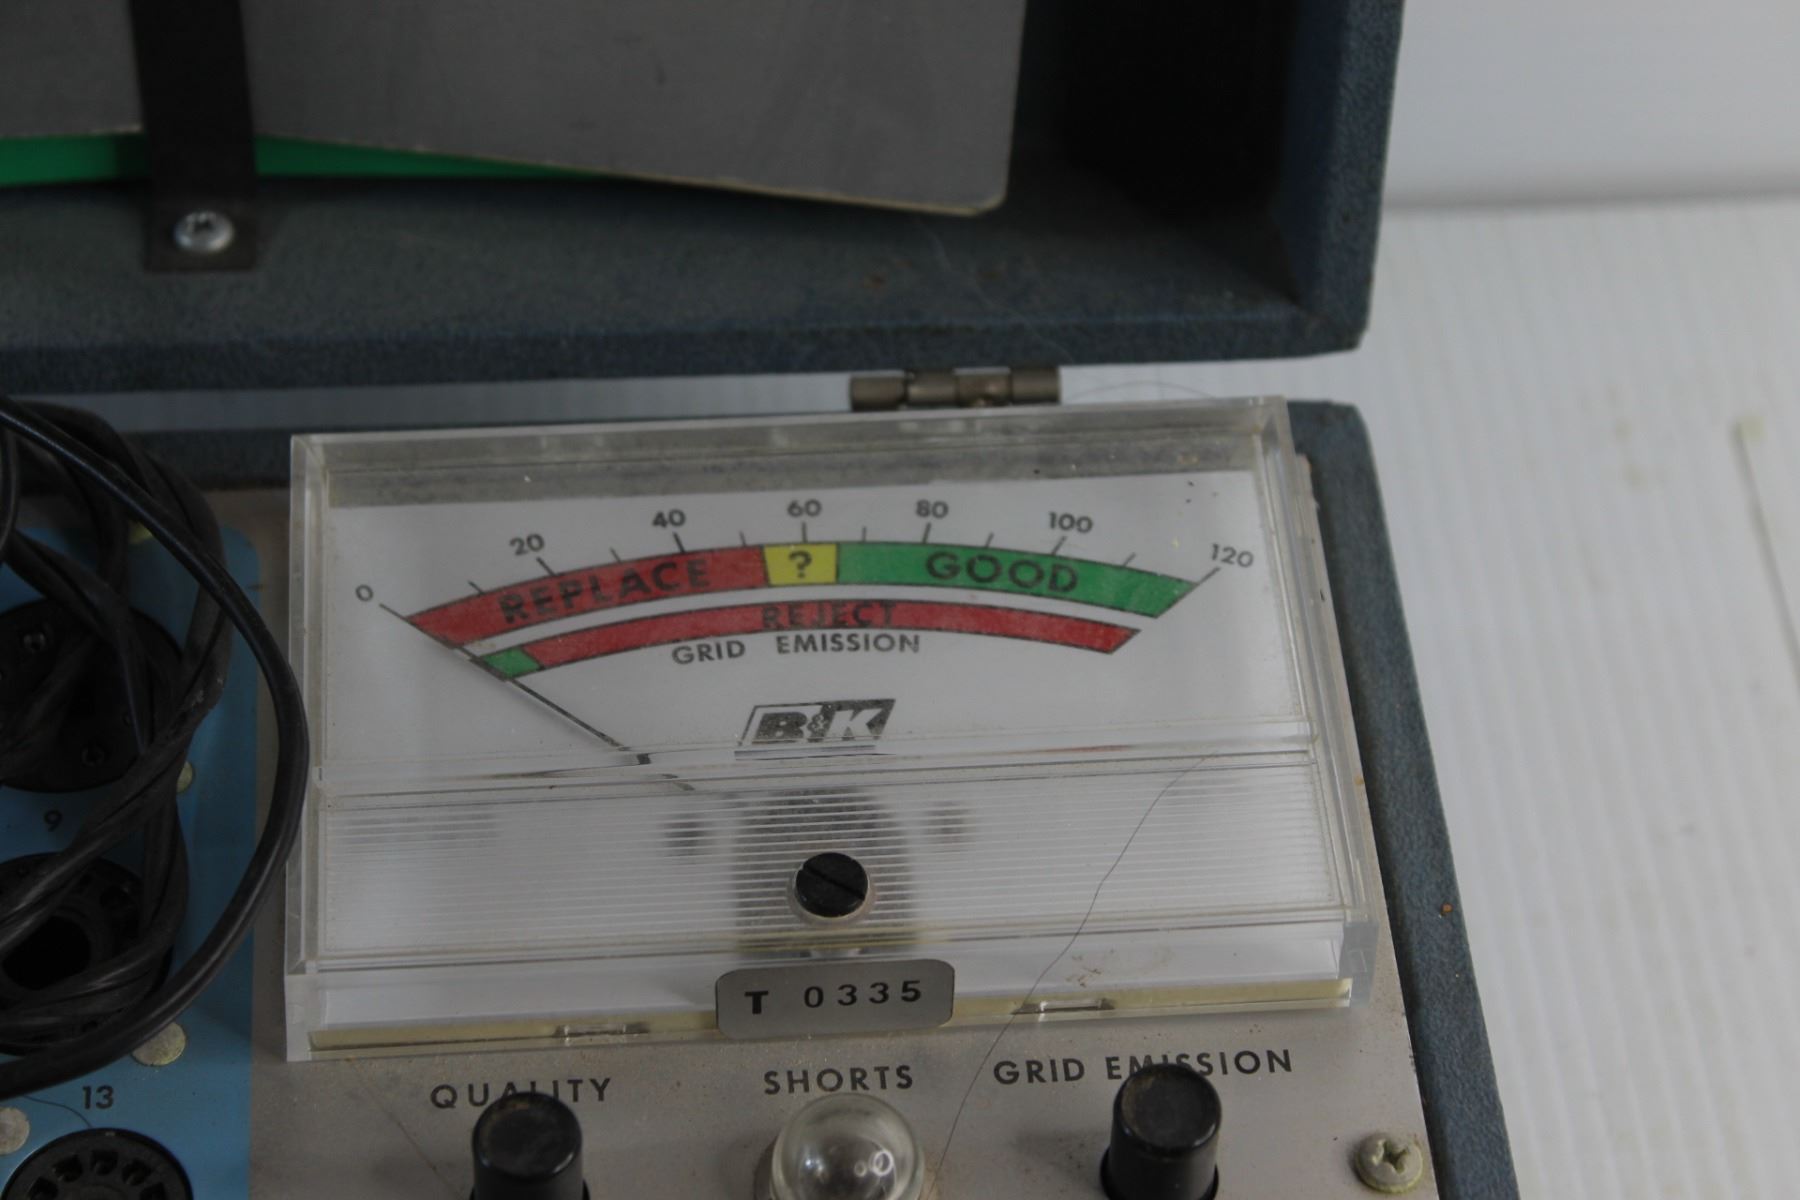 0 20 40 60 80 100 120
REPLACE ? GOOD
REJECT
GRID EMISSION
B&K
T 0335
QUALITY SHORTS GRID EMISSION
9
13